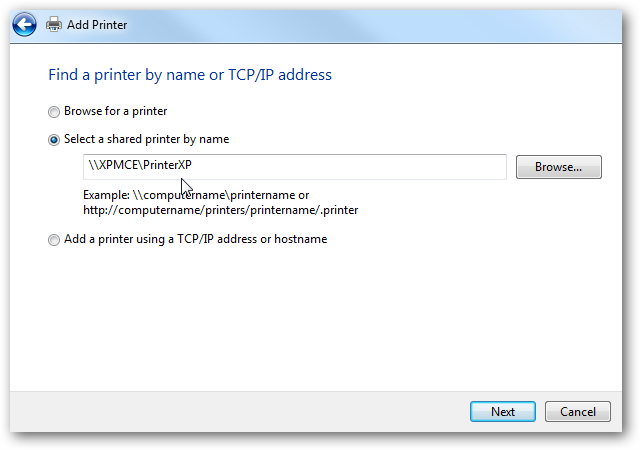 Add Printer
Find a printer by name or TCP/IP address
Browse for a printer
Select a shared printer by name
\\XPMCE\PrinterXP
Browse...
Example: \\computername\printername or
http://computername/printers/printername/.printer
Add a printer using a TCP/IP address or hostname
Next
Cancel